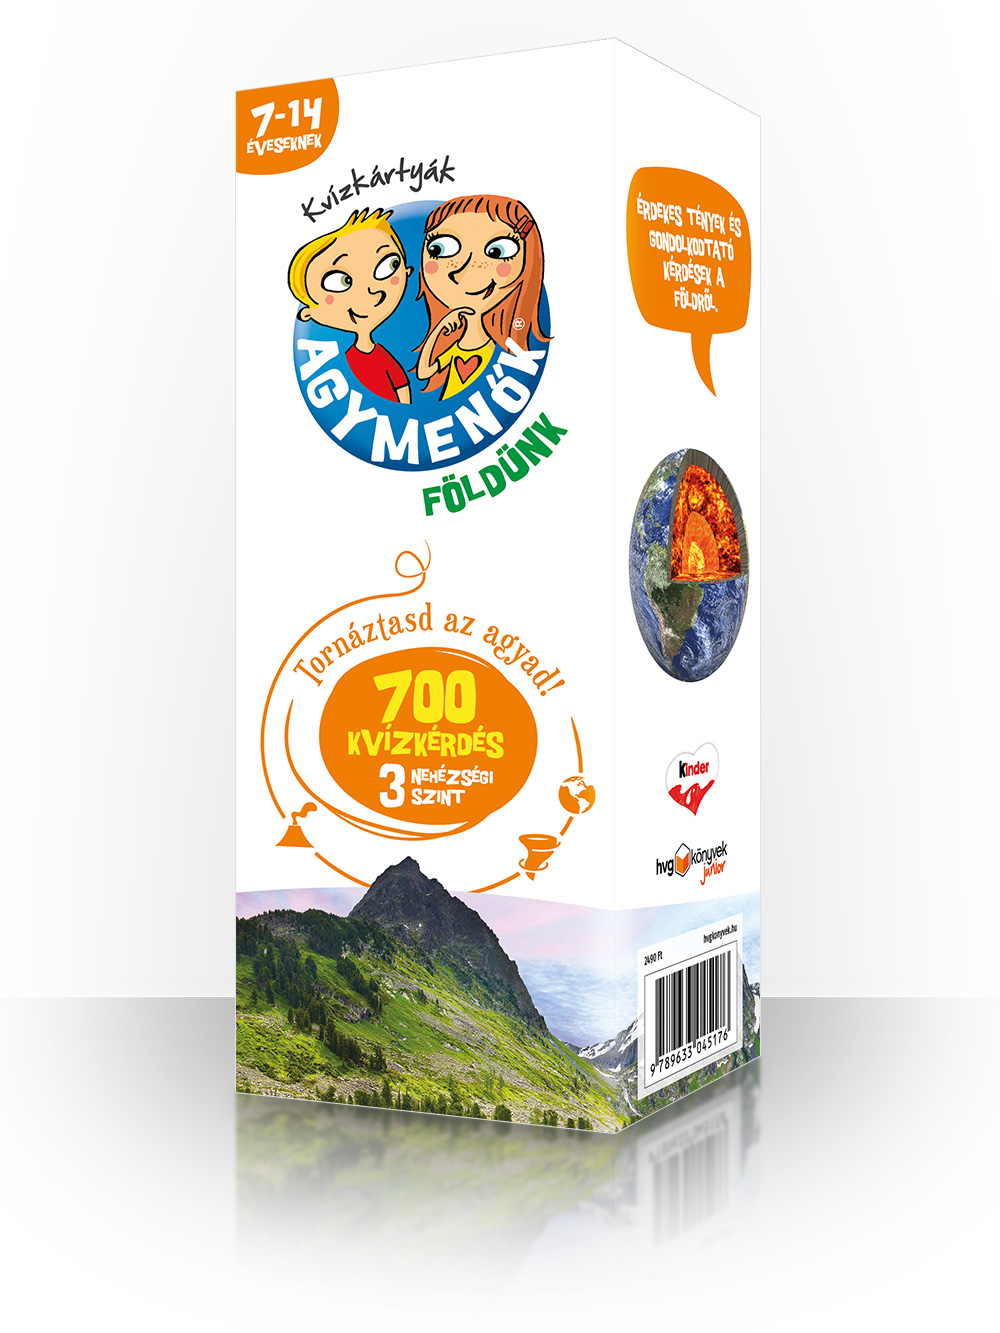 7-14
ÉVESEKNEK
Kvízkártyák
AGYMENŐK®
FÖLDÜNK
Tornáztasd az agyad!
700
KVÍZKÉRDÉS
3 NEHÉZSÉGI
SZINT
ÉRDEKES TÉNYEK ÉS
GONDOLKODTATÓ
KÉRDÉSEK A
FÖLDRŐL.
Kinder
hvg könyvek
junior
2490 Ft
hvgkonyvek.hu
9 789633 045176